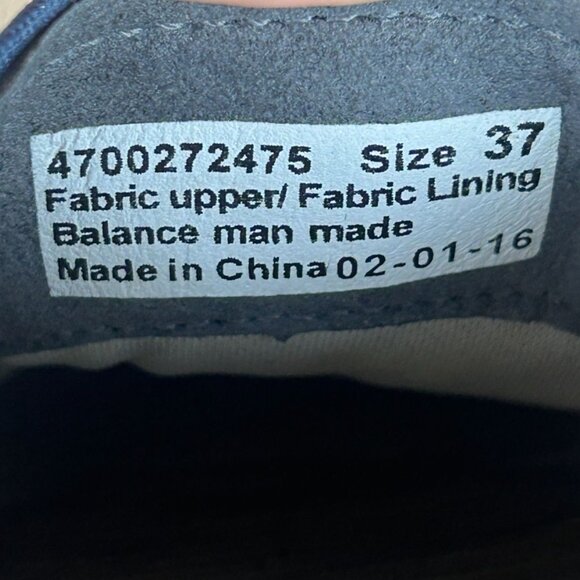 4700272475 Size 37
Fabric upper/ Fabric Lining
Balance man made
Made in China 02-01-16